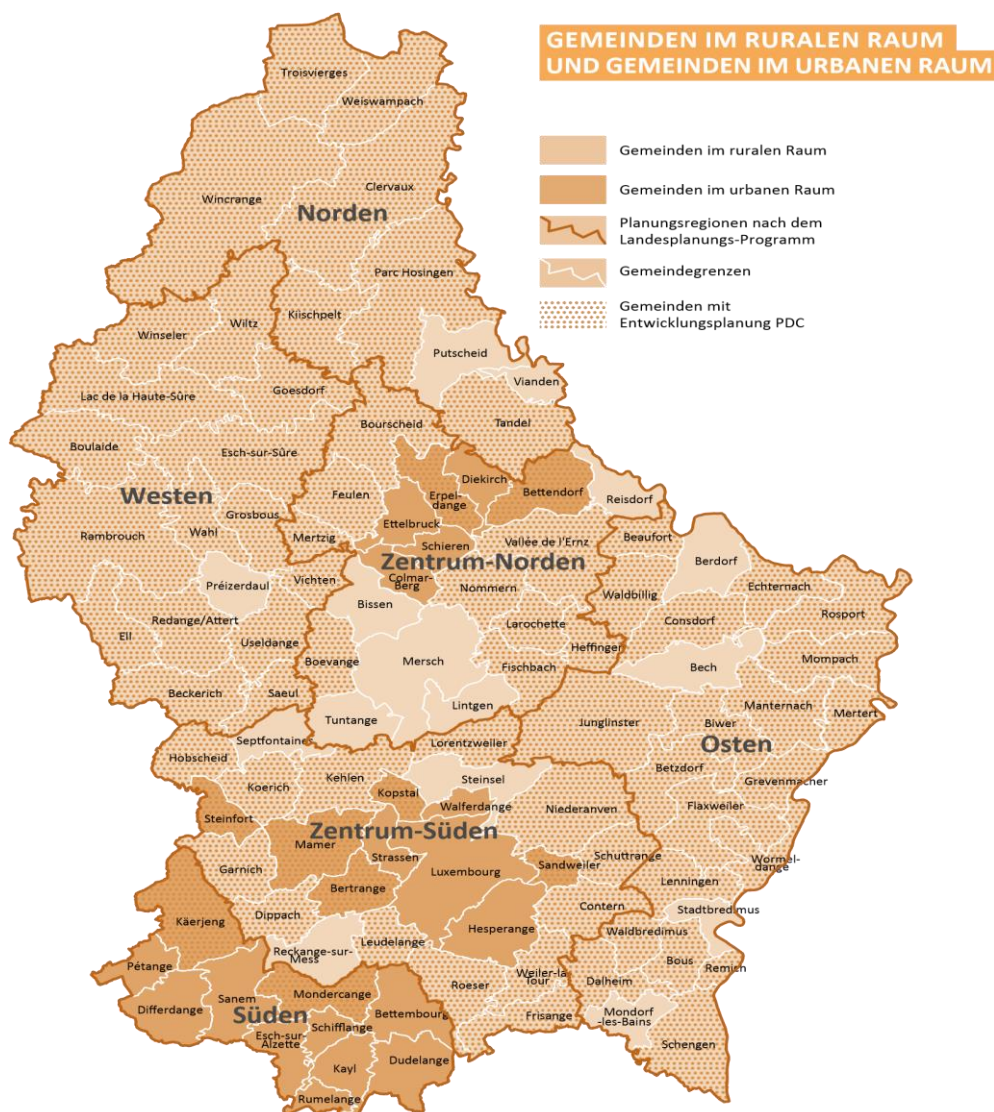 GEMEINDEN IM RURALEN RAUM
UND GEMEINDEN IM URBANEN RAUM
Gemeinden im ruralen Raum
Gemeinden im urbanen Raum
Planungsregionen nach dem
Landesplanungs-Programm
Gemeindegrenzen
Gemeinden mit
Entwicklungsplanung PDC
Troisvierges
Weiswampach
Clervaux
Wincrange
Norden
Parc Hosingen
Kiischpelt
Wiltz
Winseler
Putscheid
Vianden
Goesdorf
Lac de la Haute-Sûre
Bourscheid
Tandel
Boulaide
Esch-sur-Sûre
Diekirch
Bettendorf
Erpel-
dange
Reisdorf
Westen
Feulen
Grosbous
Ettelbruck
Rambrouch
Wahl
Mertzig
Schieren
Vallée de l'Ernz
Beaufort
Zentrum-Norden
Berdorf
Préizerdaul
Vichten
Colmar-
Berg
Nommern
Waldbillig
Echternach
Bissen
Rosport
Redange/Attert
Larochette
Consdorf
Ell
Useldange
Heffinger
Boevange
Mersch
Fischbach
Bech
Mompach
Beckerich
Saeul
Lintgen
Manternach
Mertert
Tuntange
Junglinster
Biwer
Septfontaine
Lorentzweiler
Osten
Hobscheid
Kehlen
Steinsel
Betzdorf
Koerich
Kopstal
Grevenmacher
Walferdange
Niederanven
Flaxweiler
Steinfort
Zentrum-Süden
Mamer
Strassen
Schuttrange
Wormel-
dange
Garnich
Luxembourg
Sandweiler
Lenningen
Bertrange
Contern
Stadtbredimus
Dippach
Hesperange
Käerjeng
Waldbredimus
Leudelange
Reckange-sur-
Mess
Bous
Remich
Pétange
Weiler-la
Tour
Dalheim
Roeser
Mondercange
Sanem
Differdange
Süden
Bettembourg
Frisange
Mondorf
-les-Bains
Schifflange
Esch-sur
Alzette
Schengen
Dudelange
Kayl
Rumelange